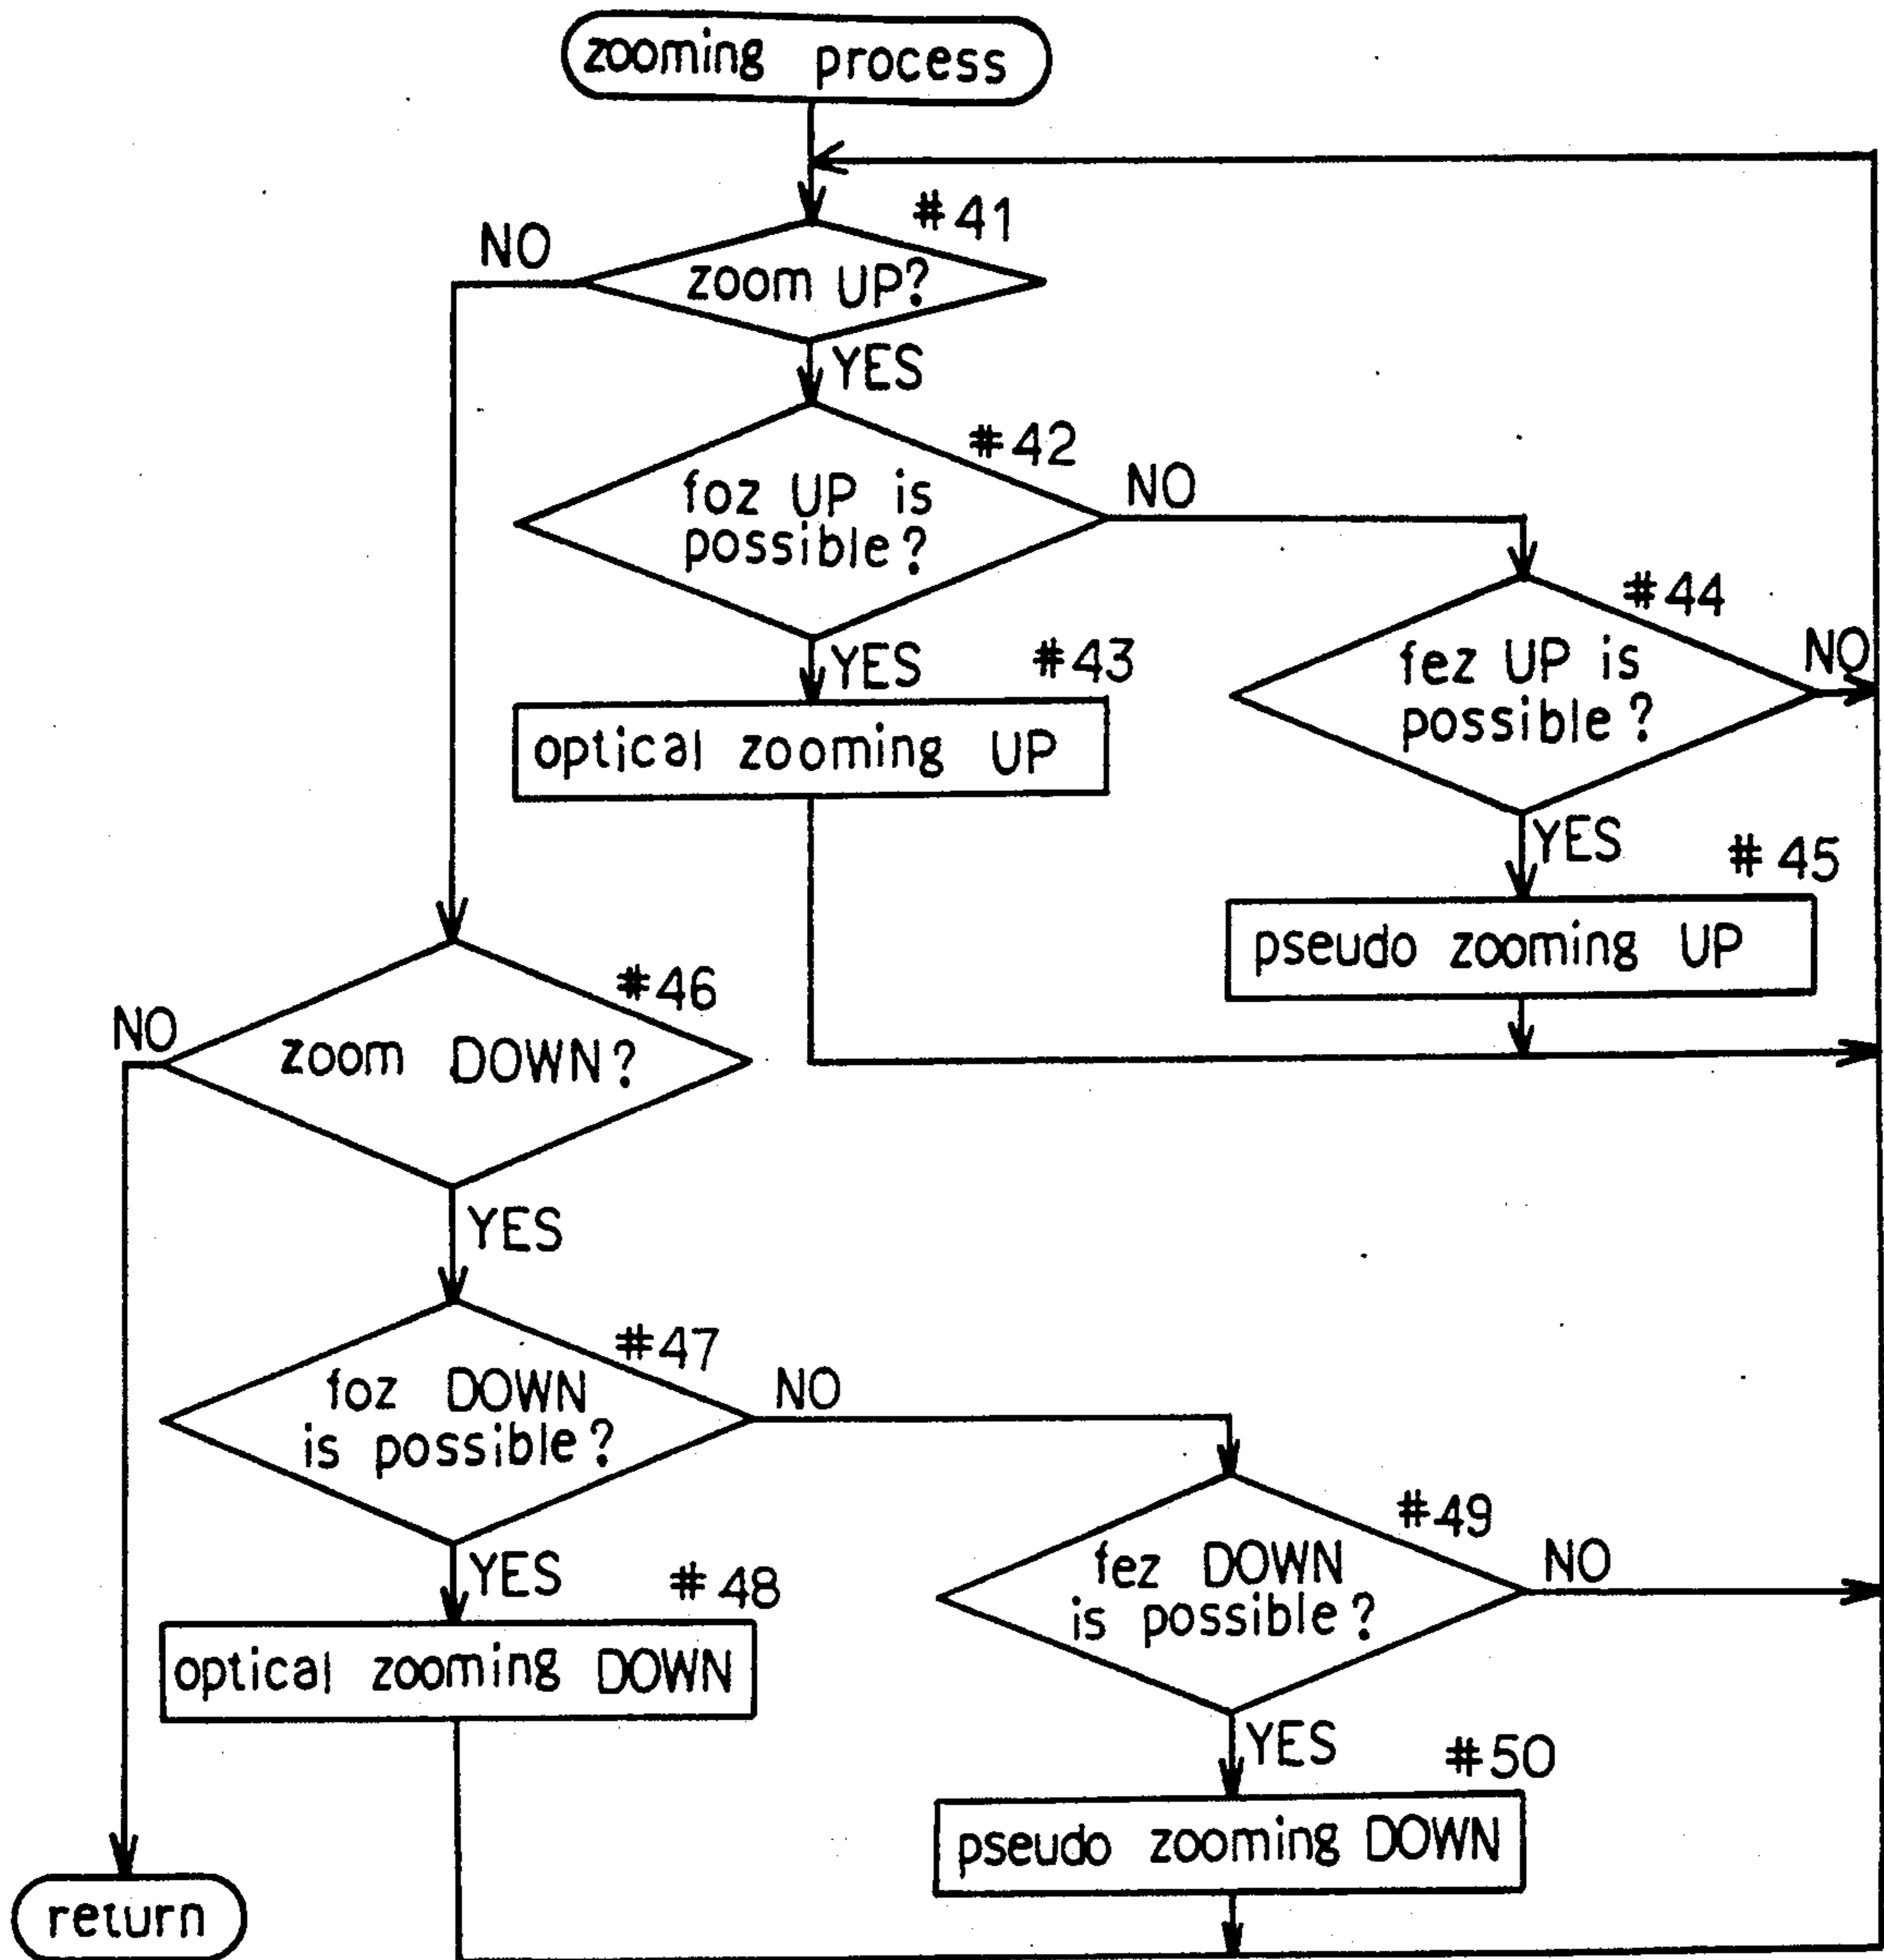 zooming process
#41
NO
zoom UP?
YES
#42
foz UP is
possible?
NO
YES
#43
optical zooming UP
#44
fez UP is
possible?
NO
YES
#45
pseudo zooming UP
#46
NO
zoom DOWN?
YES
#47
foz DOWN
is possible?
NO
YES
#48
optical zooming DOWN
#49
fez DOWN
is possible?
NO
YES
#50
pseudo zooming DOWN
return